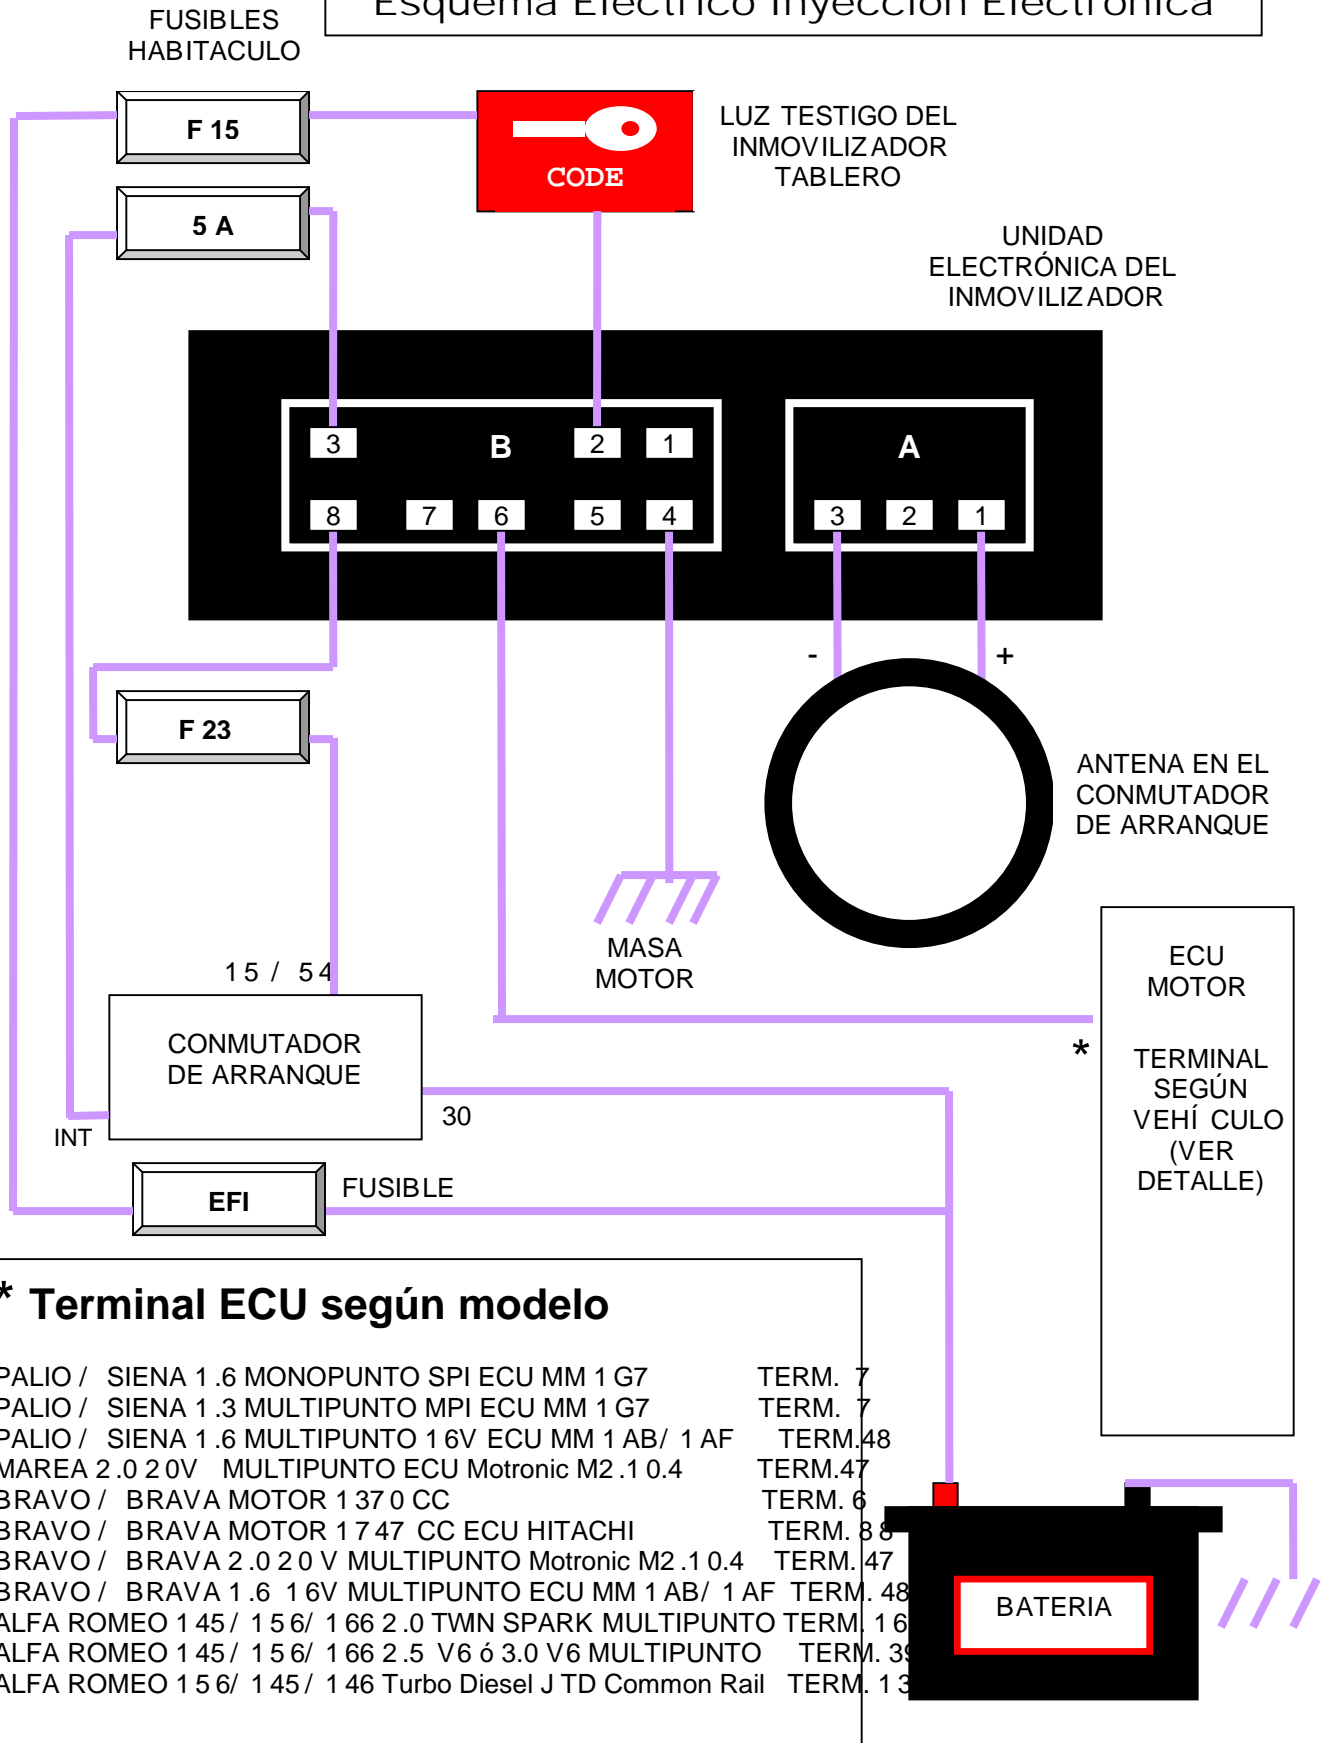 Esquema Eléctrico Inyección Electrónica
FUSIBLES
HABITACULO
F 15
5 A
CODE
LUZ TESTIGO DEL
INMOVILIZADOR
TABLERO
UNIDAD
ELECTRÓNICA DEL
INMOVILIZADOR
3 B 2 1
8 7 6 5 4
A
3 2 1
- +
F 23
ANTENA EN EL
CONMUTADOR
DE ARRANQUE
MASA
MOTOR
15 / 54
CONMUTADOR
DE ARRANQUE
30
INT
EFI
FUSIBLE
*
ECU
MOTOR
TERMINAL
SEGÚN
VEHÍCULO
(VER
DETALLE)
* Terminal ECU según modelo
PALIO / SIENA 1.6 MONOPUNTO SPI ECU MM 1G7 TERM. 7
PALIO / SIENA 1.3 MULTIPUNTO MPI ECU MM 1G7 TERM. 7
PALIO / SIENA 1.6 MULTIPUNTO 16V ECU MM 1AB/ 1AF TERM.48
MAREA 2.0 20V MULTIPUNTO ECU Motronic M2.10.4 TERM.47
BRAVO / BRAVA MOTOR 1370 CC TERM. 6
BRAVO / BRAVA MOTOR 1747 CC ECU HITACHI TERM. 88
BRAVO / BRAVA 2.0 20 V MULTIPUNTO Motronic M2.10.4 TERM. 47
BRAVO / BRAVA 1.6 16V MULTIPUNTO ECU MM 1AB/ 1AF TERM. 48
ALFA ROMEO 145/ 156/ 166 2.0 TWIN SPARK MULTIPUNTO TERM. 16
ALFA ROMEO 145/ 156/ 166 2.5 V6 ó 3.0 V6 MULTIPUNTO TERM. 39
ALFA ROMEO 156/ 145/ 146 Turbo Diesel JTD Common Rail TERM. 13
BATERIA